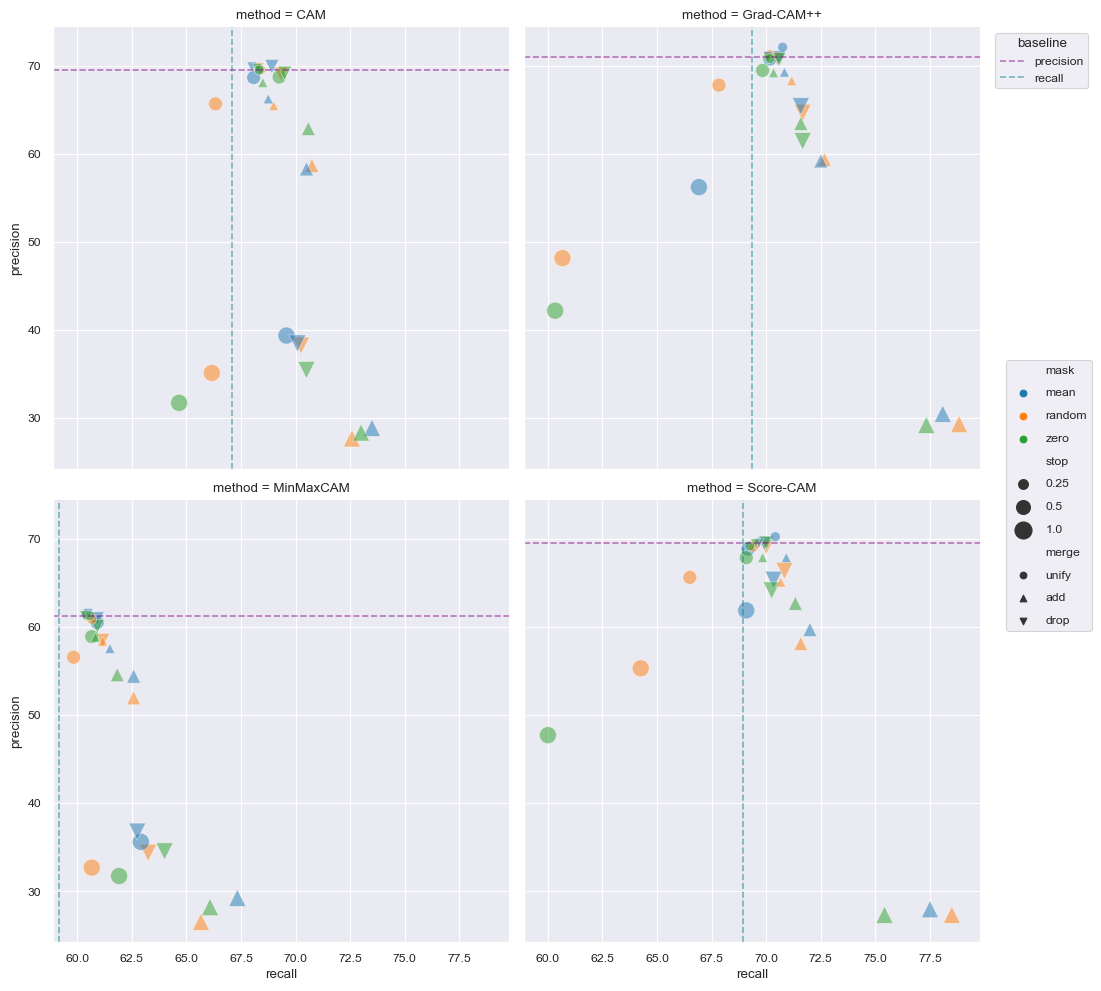 method = CAM
method = Grad-CAM++
70
60
50
40
30
precision
baseline
precision
recall
mask
mean
random
zero
stop
0.25
0.5
1.0
merge
unify
add
drop
method = MinMaxCAM
method = Score-CAM
70
60
50
40
30
precision
60.0 62.5 65.0 67.5 70.0 72.5 75.0 77.5
recall
60.0 62.5 65.0 67.5 70.0 72.5 75.0 77.5
recall